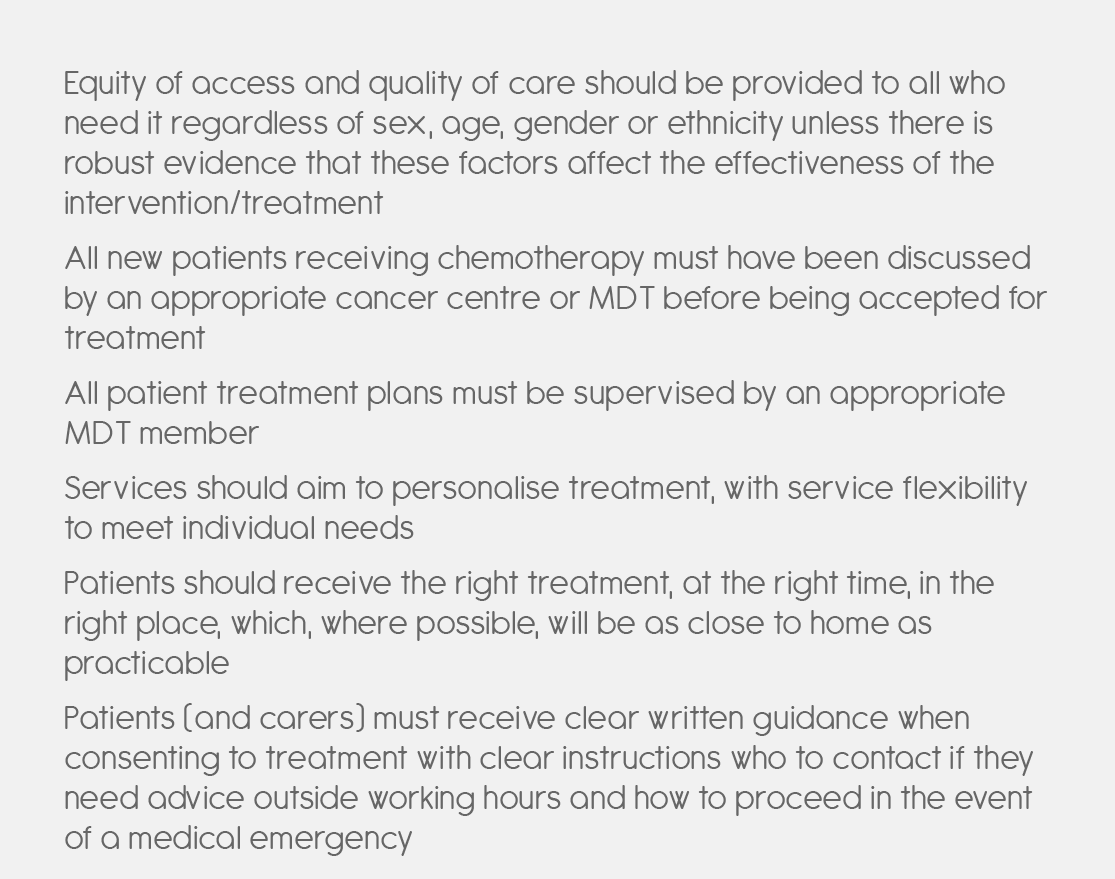 Equity of access and quality of care should be provided to all who
need it regardless of sex, age, gender or ethnicity unless there is
robust evidence that these factors affect the effectiveness of the
intervention/treatment
All new patients receiving chemotherapy must have been discussed
by an appropriate cancer centre or MDT before being accepted for
treatment
All patient treatment plans must be supervised by an appropriate
MDT member
Services should aim to personalise treatment, with service flexibility
to meet individual needs
Patients should receive the right treatment, at the right time, in the
right place, which, where possible, will be as close to home as
practicable
Patients (and carers) must receive clear written guidance when
consenting to treatment with clear instructions who to contact if they
need advice outside working hours and how to proceed in the event
of a medical emergency